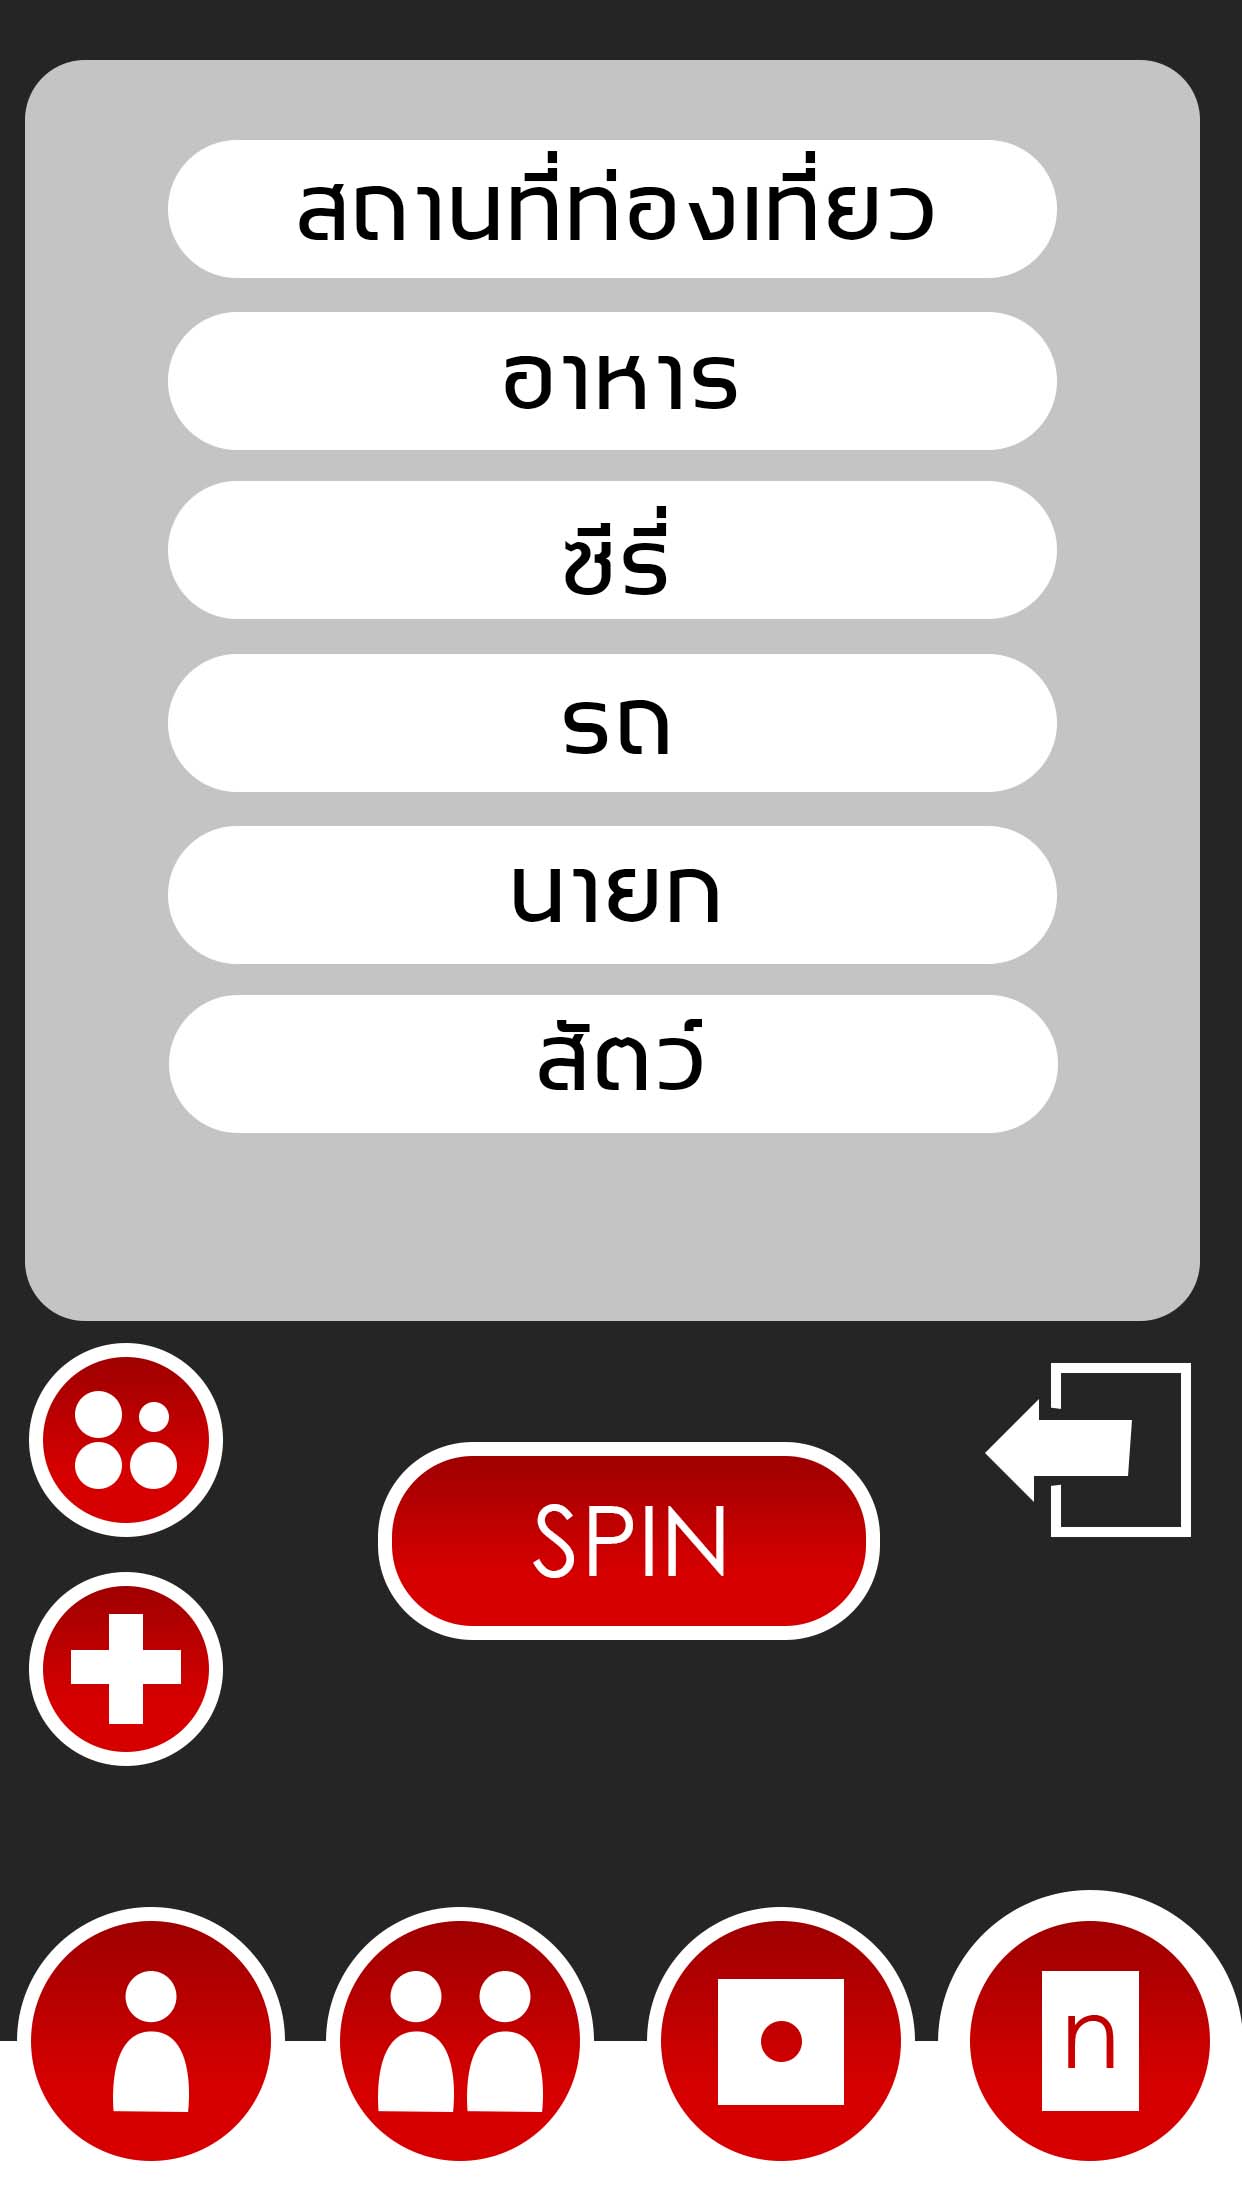 สถานที่ท่องเที่ยว
อาหาร
ซีรี่
รถ
นายก
สัตว์
SPIN
ก